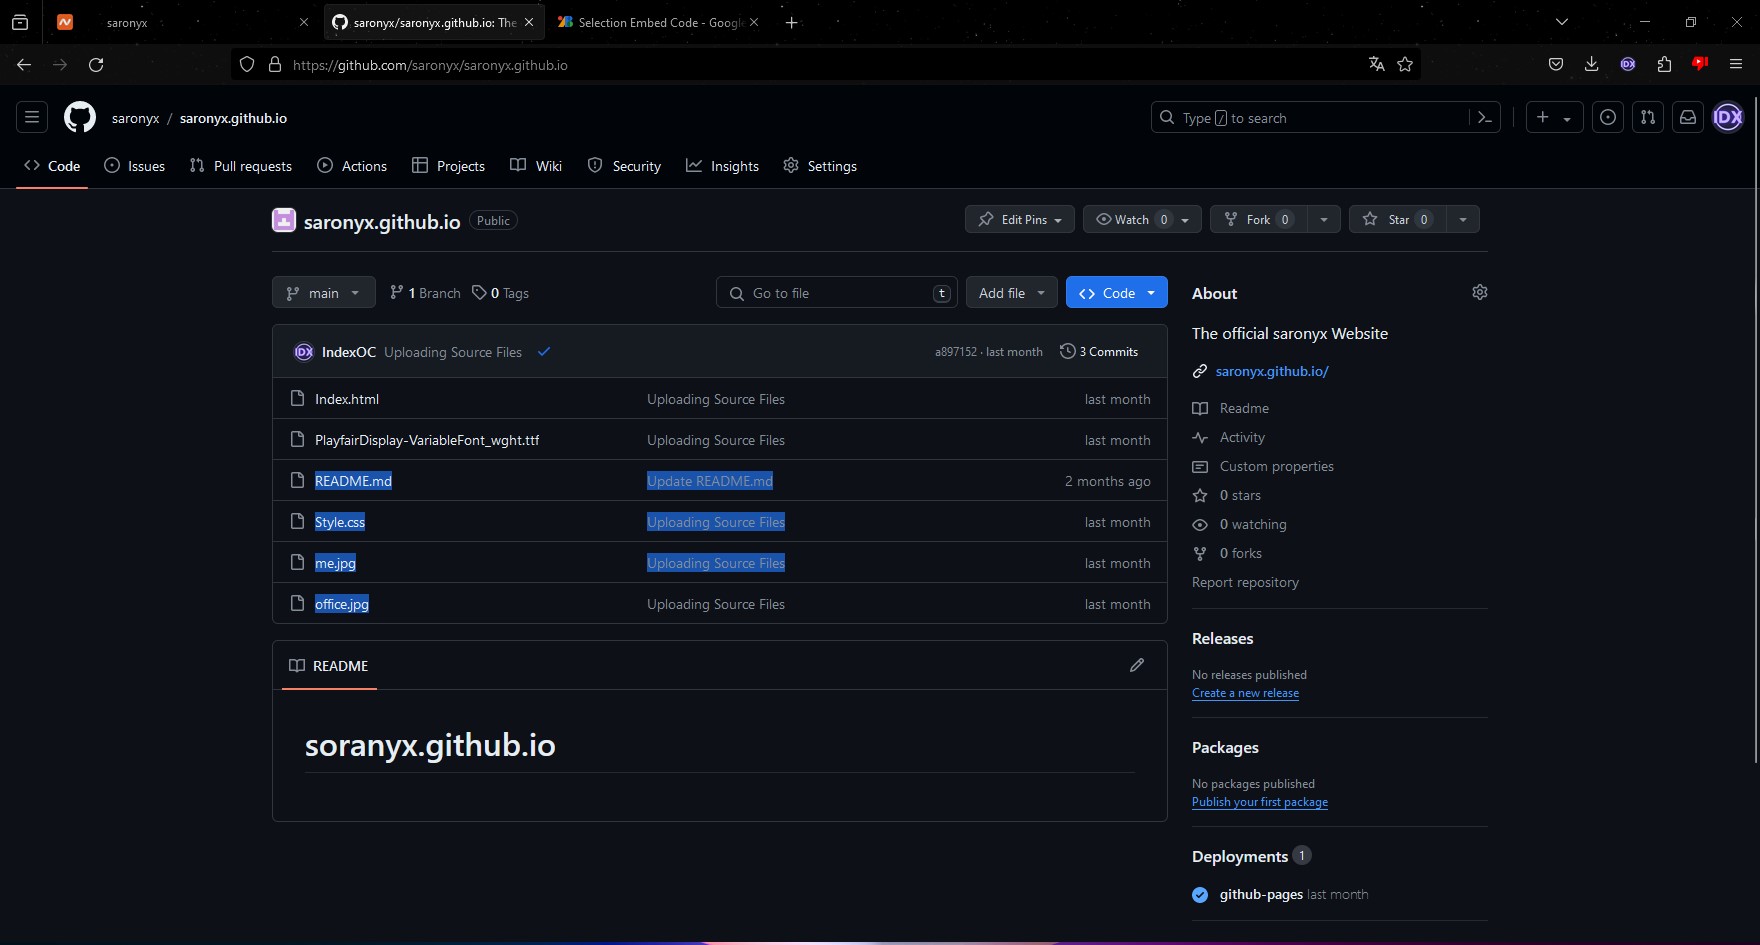 saronyx
saronyx/saronyx.github.io: The
Selection Embed Code - Google
https://github.com/saronyx/saronyx.github.io
IDX
saronyx / saronyx.github.io
Type / to search
IDX
Code
Issues
Pull requests
Actions
Projects
Wiki
Security
Insights
Settings
saronyx.github.io Public
Edit Pins
Watch 0
Fork 0
Star 0
main
1 Branch
0 Tags
Go to file
t
Add file
Code
IDX IndexOC Uploading Source Files
a897152 · last month
3 Commits
Index.html Uploading Source Files last month
PlayfairDisplay-VariableFont_wght.ttf Uploading Source Files last month
README.md Update README.md 2 months ago
Style.css Uploading Source Files last month
me.jpg Uploading Source Files last month
office.jpg Uploading Source Files last month
README
soranyx.github.io
About
The official saronyx Website
saronyx.github.io/
Readme
Activity
Custom properties
0 stars
0 watching
0 forks
Report repository
Releases
No releases published
Create a new release
Packages
No packages published
Publish your first package
Deployments 1
github-pages last month